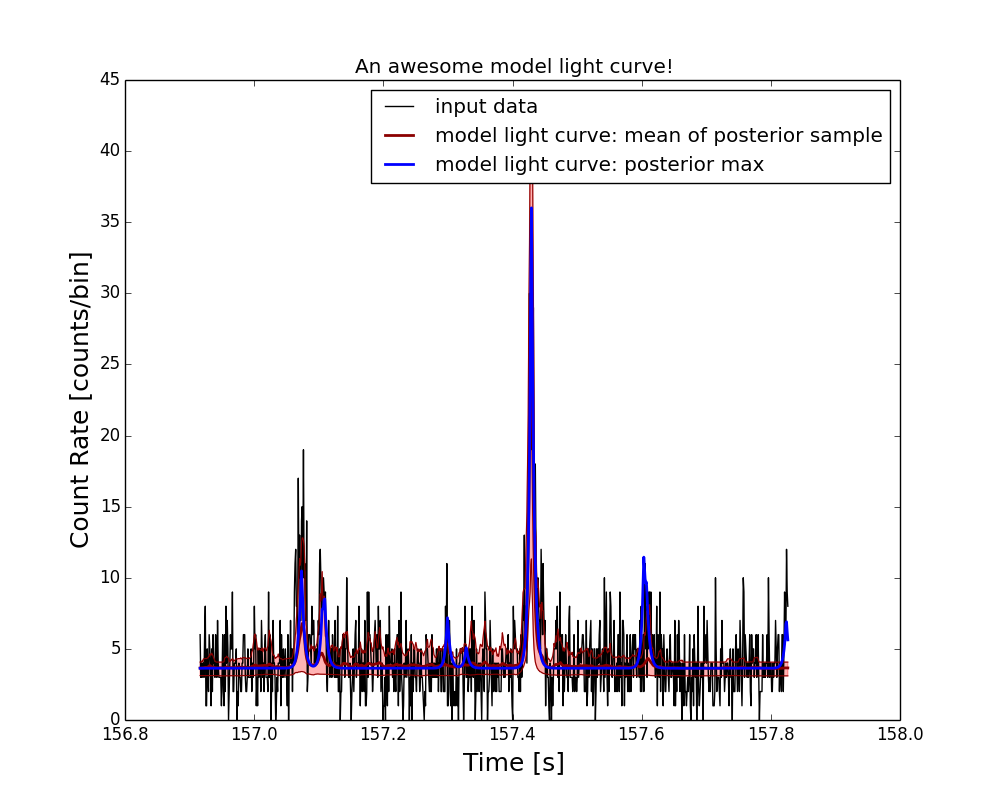 An awesome model light curve!
45
40
35
30
25
20
15
10
5
0
input data
model light curve: mean of posterior sample
model light curve: posterior max
Count Rate [counts/bin]
156.8 157.0 157.2 157.4 157.6 157.8 158.0
Time [s]